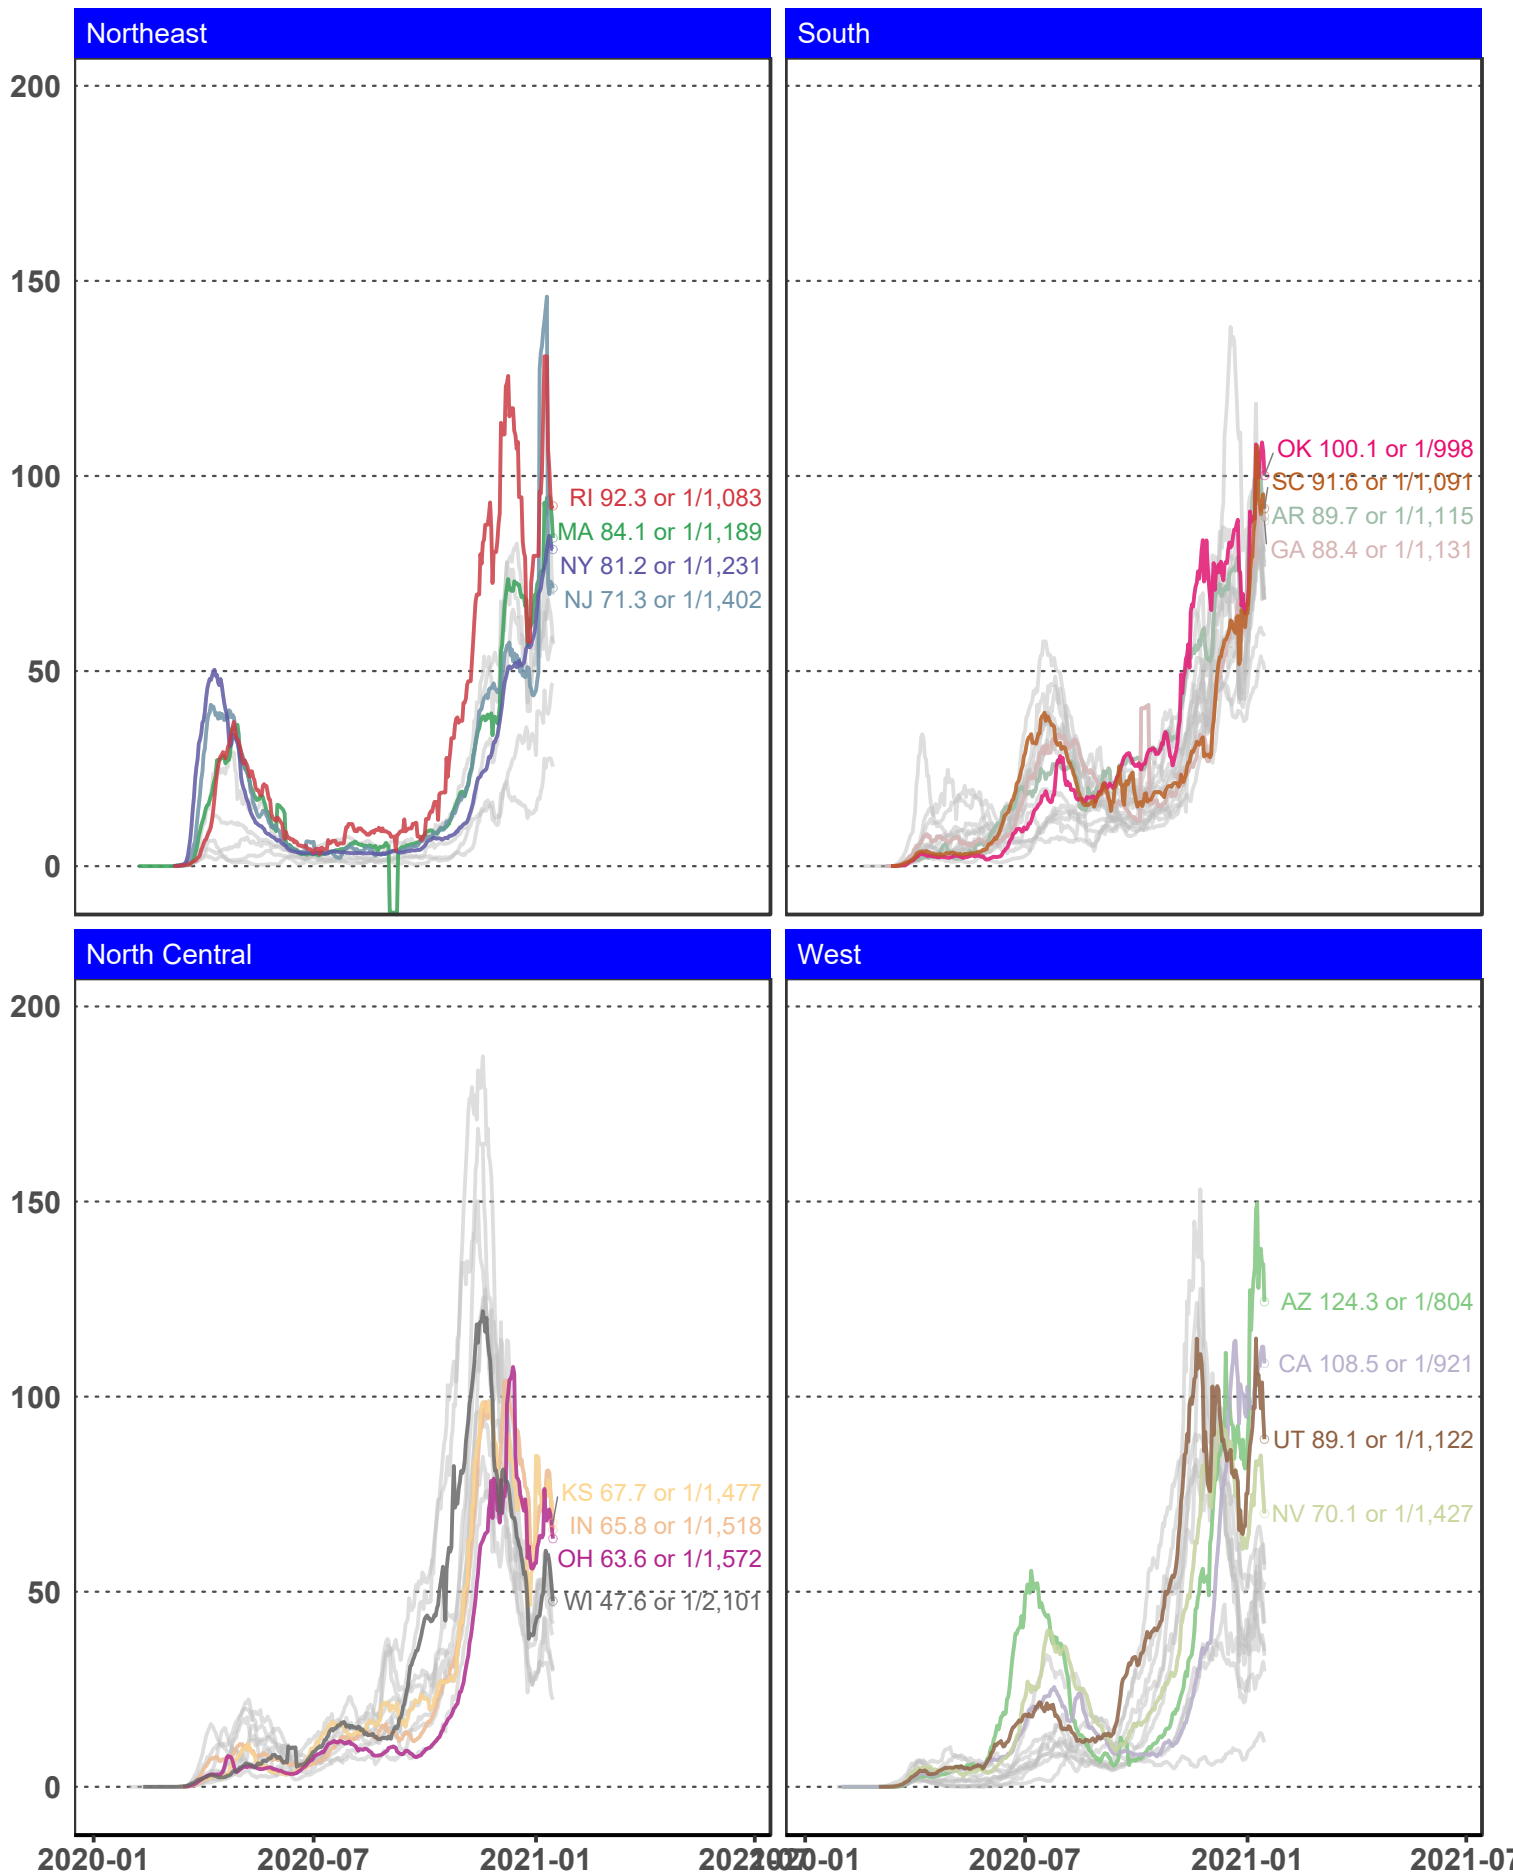 Northeast
South
200
150
100
50
0
RI 92.3 or 1/1,083
MA 84.1 or 1/1,189
NY 81.2 or 1/1,231
NJ 71.3 or 1/1,402
OK 100.1 or 1/998
SC 91.6 or 1/1,091
AR 89.7 or 1/1,115
GA 88.4 or 1/1,131
North Central
West
200
150
100
50
0
KS 67.7 or 1/1,477
IN 65.8 or 1/1,518
OH 63.6 or 1/1,572
WI 47.6 or 1/2,101
AZ 124.3 or 1/804
CA 108.5 or 1/921
UT 89.1 or 1/1,122
NV 70.1 or 1/1,427
2020-01 2020-07 2021-01 2021-07
2020-01 2020-07 2021-01 2021-07